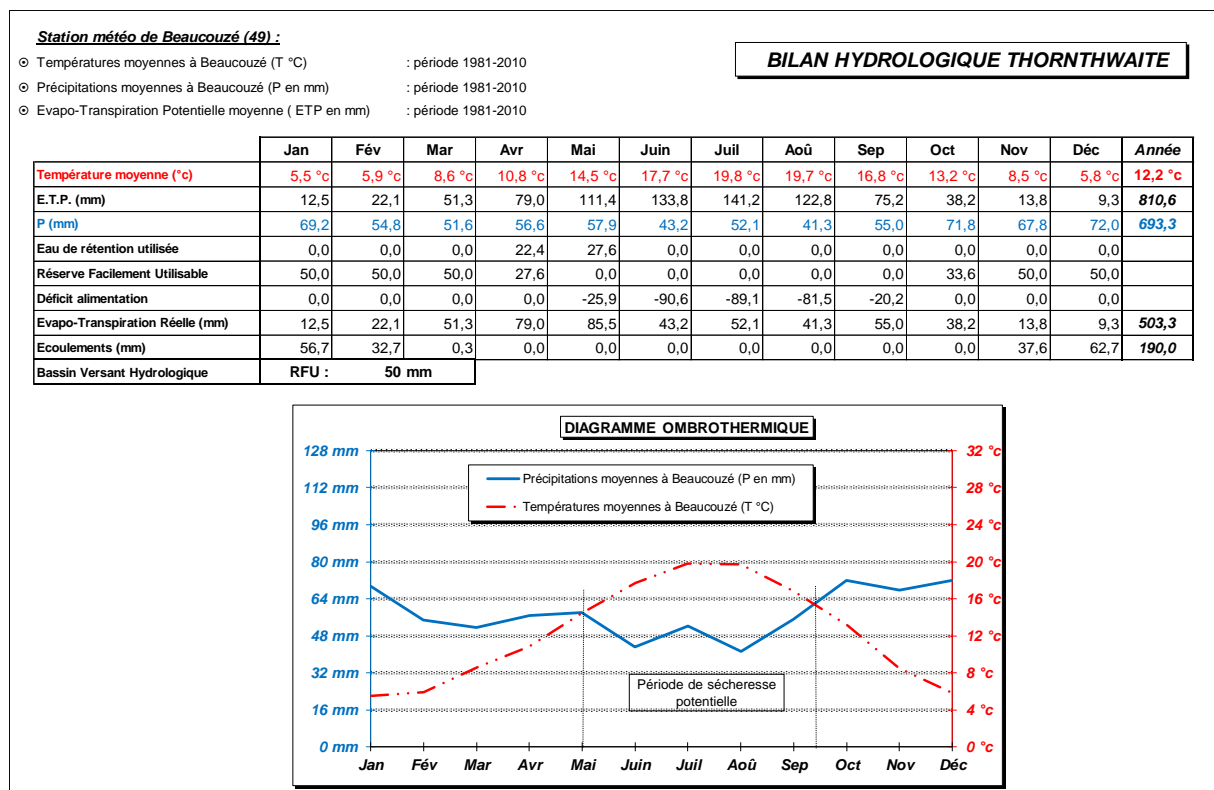 Station météo de Beaucouzé (49) :
BILAN HYDROLOGIQUE THORNTHWAITE
Températures moyennes à Beaucouzé (T °C) : période 1981-2010
Précipitations moyennes à Beaucouzé (P en mm) : période 1981-2010
Evapo-Transpiration Potentielle moyenne ( ETP en mm) : période 1981-2010
Jan Fév Mar Avr Mai Juin Juil Aoû Sep Oct Nov Déc Année
Température moyenne (°c) 5,5 °c 5,9 °c 8,6 °c 10,8 °c 14,5 °c 17,7 °c 19,8 °c 19,7 °c 16,8 °c 13,2 °c 8,5 °c 5,8 °c 12,2 °c
E.T.P. (mm) 12,5 22,1 51,3 79,0 111,4 133,8 141,2 122,8 75,2 38,2 13,8 9,3 810,6
P (mm) 69,2 54,8 51,6 56,6 57,9 43,2 52,1 41,3 55,0 71,8 67,8 72,0 693,3
Eau de rétention utilisée 0,0 0,0 0,0 22,4 27,6 0,0 0,0 0,0 0,0 0,0 0,0 0,0
Réserve Facilement Utilisable 50,0 50,0 50,0 27,6 0,0 0,0 0,0 0,0 0,0 33,6 50,0 50,0
Déficit alimentation 0,0 0,0 0,0 0,0 -25,9 -90,6 -89,1 -81,5 -20,2 0,0 0,0 0,0
Evapo-Transpiration Réelle (mm) 12,5 22,1 51,3 79,0 85,5 43,2 52,1 41,3 55,0 38,2 13,8 9,3 503,3
Ecoulements (mm) 56,7 32,7 0,3 0,0 0,0 0,0 0,0 0,0 0,0 0,0 37,6 62,7 190,0
Bassin Versant Hydrologique RFU : 50 mm
DIAGRAMME OMBROTHERMIQUE
128 mm 32 °c
112 mm 28 °c
96 mm 24 °c
80 mm 20 °c
64 mm 16 °c
48 mm 12 °c
32 mm 8 °c
16 mm 4 °c
0 mm 0 °c
Précipitations moyennes à Beaucouzé (P en mm)
Températures moyennes à Beaucouzé (T °C)
Période de sécheresse
potentielle
Jan Fév Mar Avr Mai Juin Juil Aoû Sep Oct Nov Déc